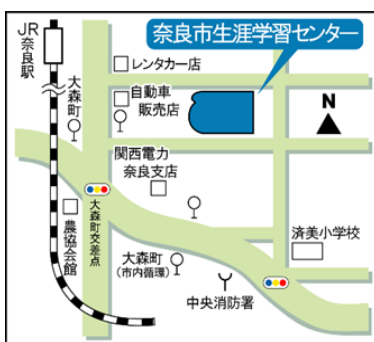 奈良市生涯学習センター
JR
奈良駅
レンタカー店
大森町
自動車
販売店
N
関西電力
奈良支店
大森町交差点
農協会館
済美小学校
大森町
(市内循環)
中央消防署